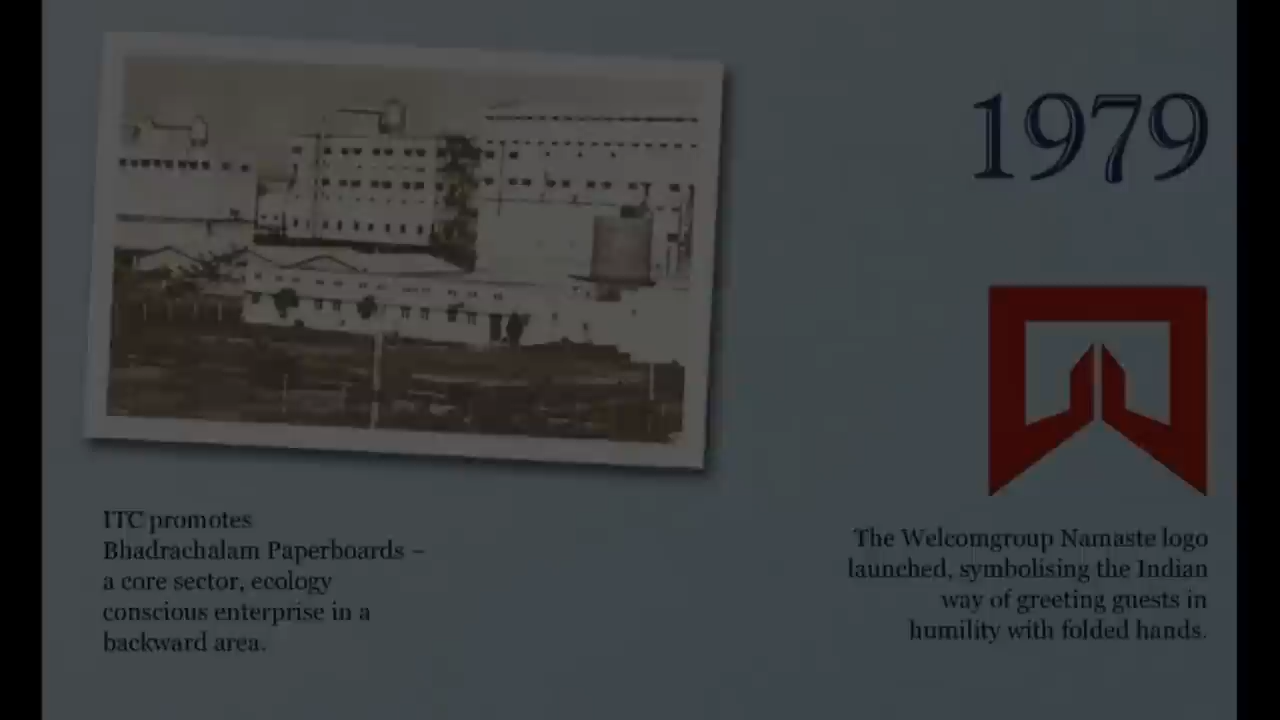 1979
ITC promotes
Bhadrachalam Paperboards –
a core sector, ecology
conscious enterprise in a
backward area.
The Welcomgroup Namaste logo
launched, symbolising the Indian
way of greeting guests in
humility with folded hands.